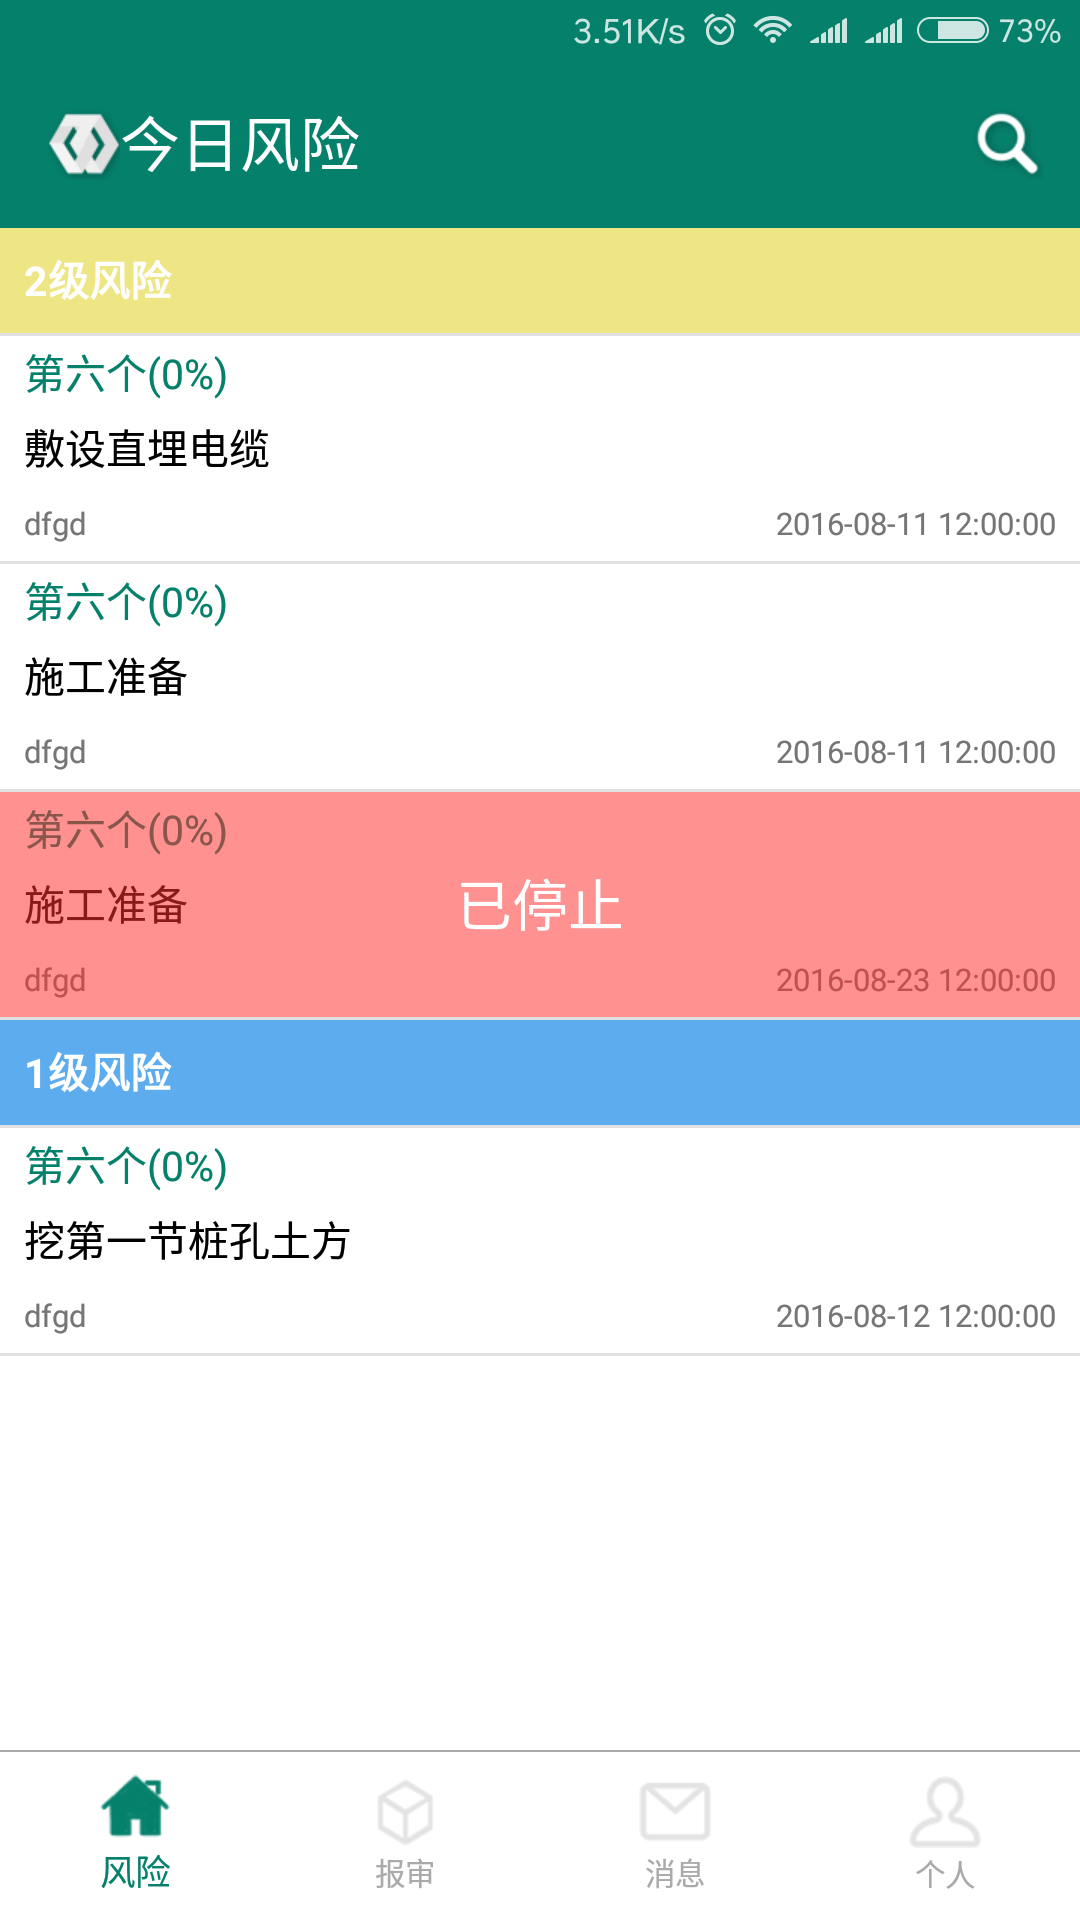 3.51K/s 73%
今日风险
2级风险
第六个(0%)
敷设直埋电缆
dfgd 2016-08-11 12:00:00
第六个(0%)
施工准备
dfgd 2016-08-11 12:00:00
第六个(0%)
施工准备
已停止
dfgd 2016-08-23 12:00:00
1级风险
第六个(0%)
挖第一节桩孔土方
dfgd 2016-08-12 12:00:00
风险 报审 消息 个人